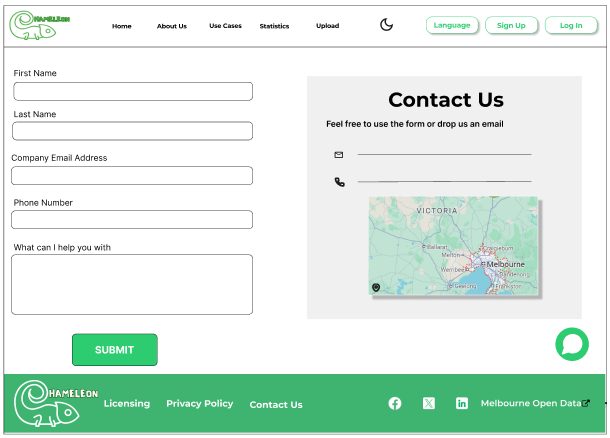 HAMELEON
Home
About Us
Use Cases
Statistics
Upload
Language
Sign Up
Log In
First Name
Last Name
Company Email Address
Phone Number
What can I help you with
SUBMIT
Contact Us
Feel free to use the form or drop us an email
VICTORIA
Ballarat
Craigieburn
Melton
Melbourne
Werribee
Dandenong
Geelong
Frankston
HAMELEON
Licensing
Privacy Policy
Contact Us
Melbourne Open Data